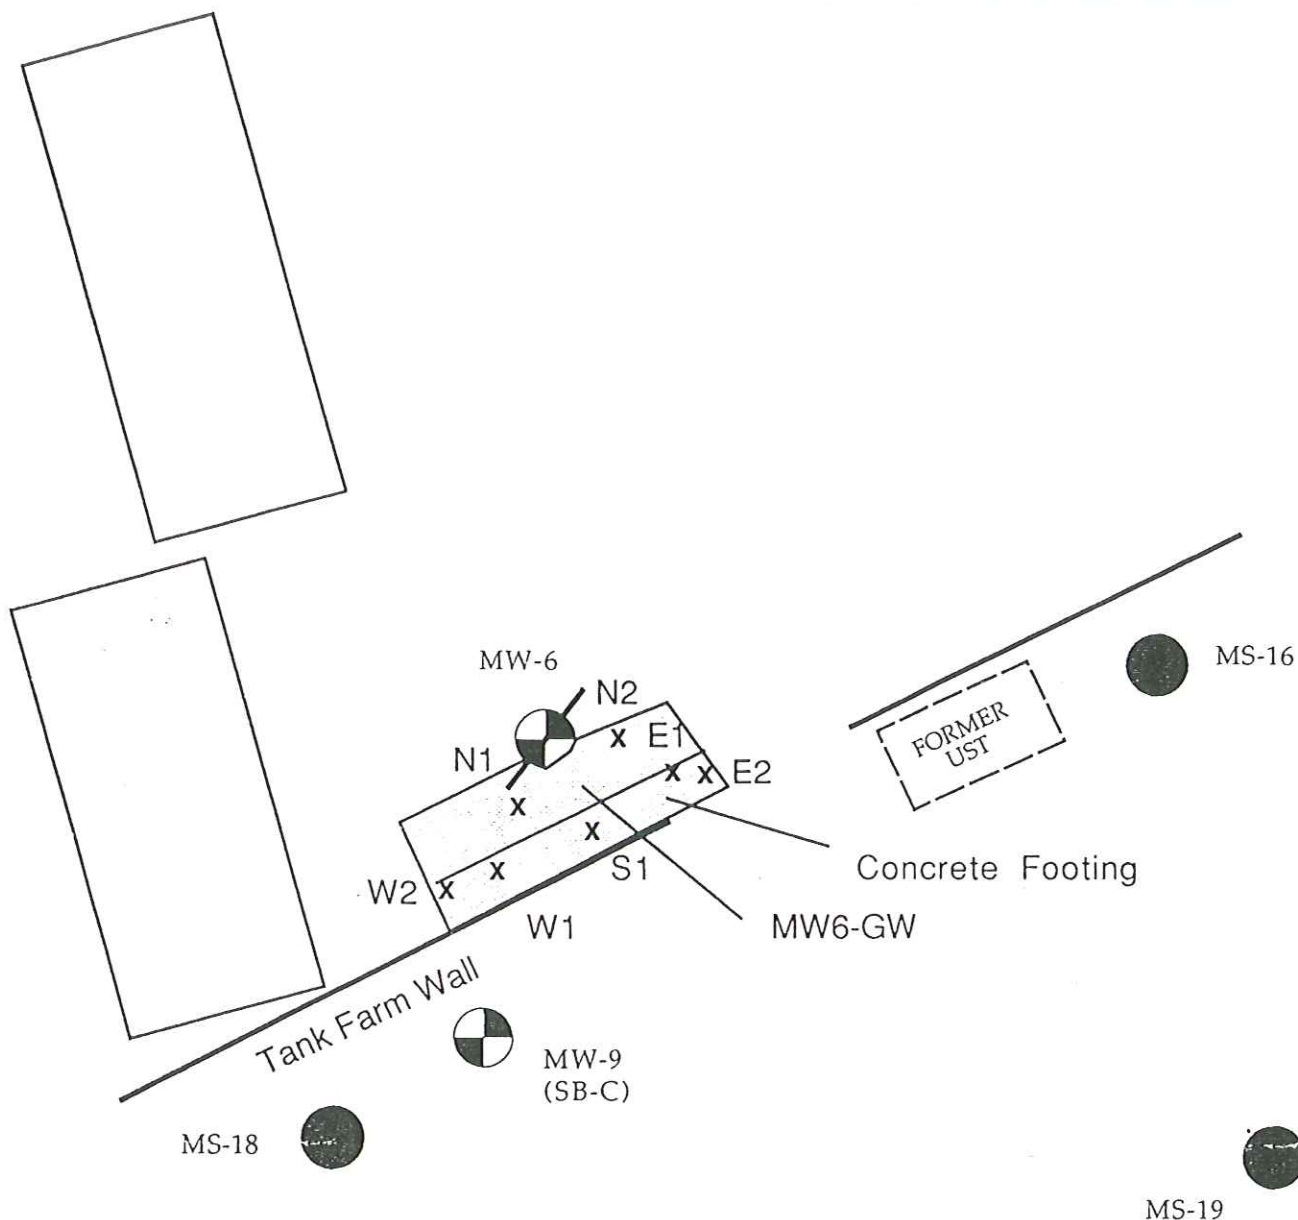 MW-6
MS-16
N2
FORMER
UST
N1
E1
X
E2
X
X
X
X
Concrete Footing
X
S1
W2
X
W1
MW6-GW
Tank Farm Wall
MW-9
(SB-C)
MS-18
MS-19